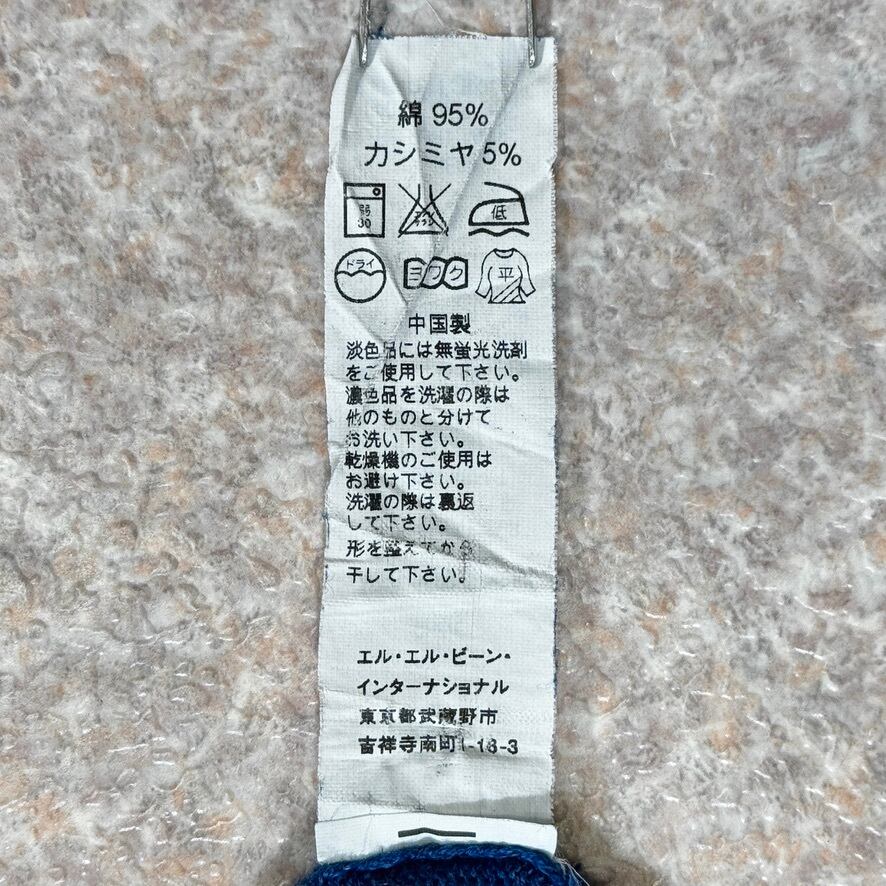 綿 95%
カシミヤ 5%
弱
30
低
ドライ
平
中国製
淡色品には無蛍光洗剤
をご使用して下さい。
濃色品を洗濯の際は
他のものと分けて
お洗い下さい。
乾燥機のご使用は
お避け下さい。
洗濯の際は裏返
して下さい。
形を整えてから
干して下さい。
エル・エル・ビーン・
インターナショナル
東京都武蔵野市
吉祥寺南町1-18-3